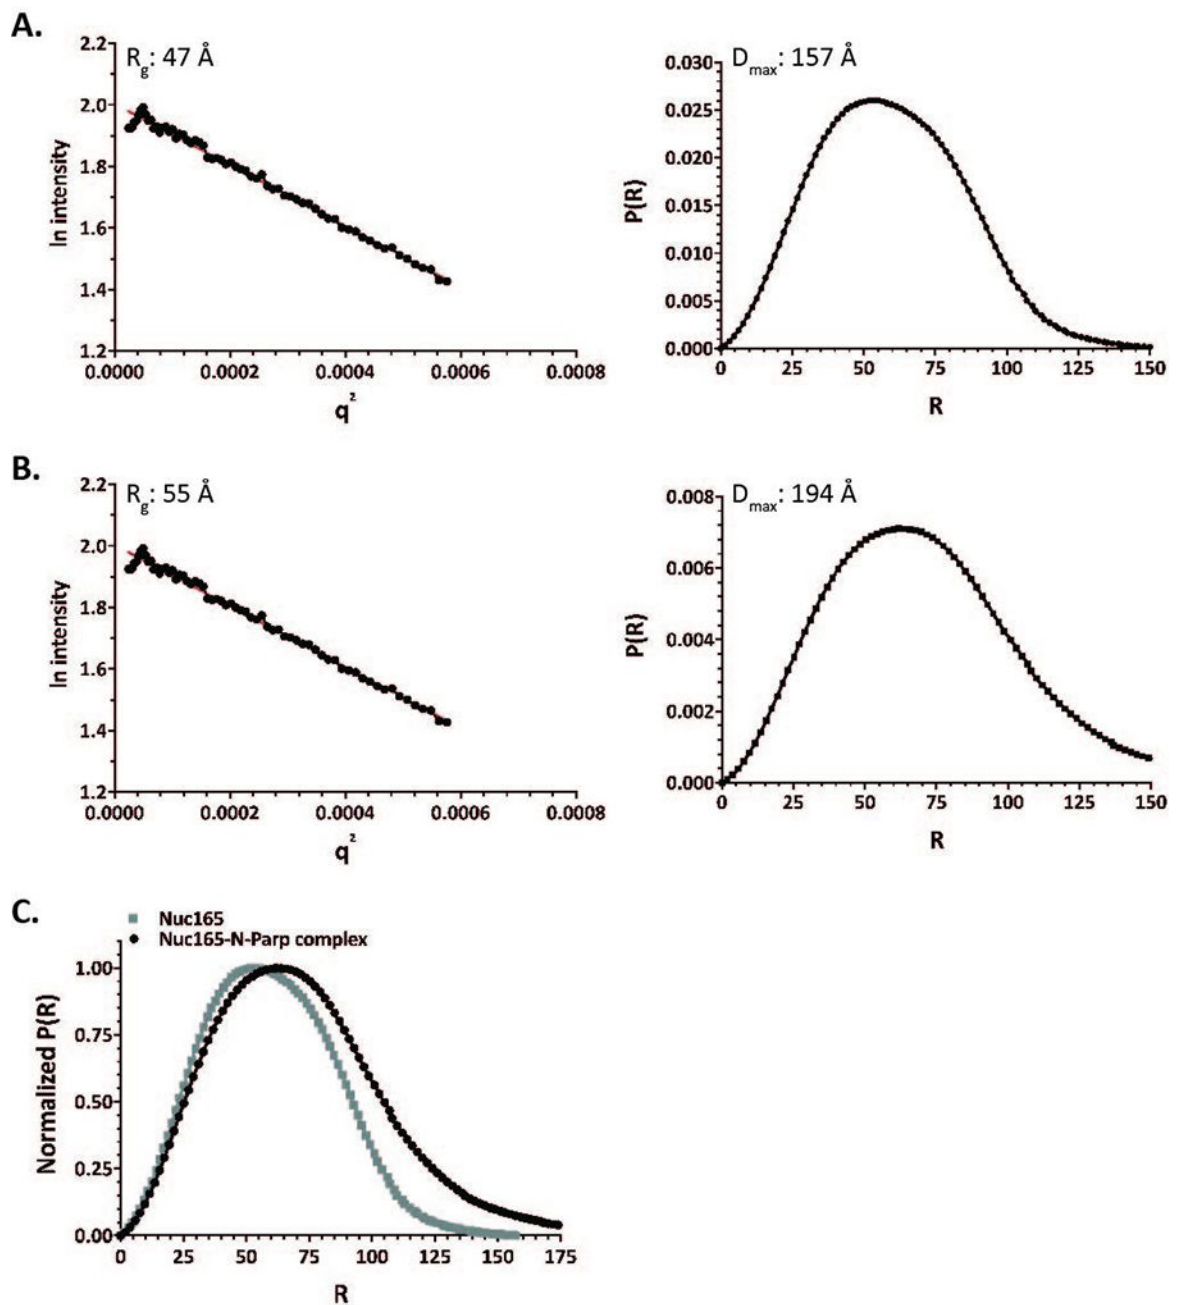 A.
R_g: 47 Å
2.2
2.0
1.8
1.6
1.4
1.2
ln intensity
0.0000 0.0002 0.0004 0.0006 0.0008
q²
D_max: 157 Å
0.030
0.025
0.020
0.015
0.010
0.005
0.000
P(R)
0 25 50 75 100 125 150
R
B.
R_g: 55 Å
2.2
2.0
1.8
1.6
1.4
1.2
ln intensity
0.0000 0.0002 0.0004 0.0006 0.0008
q²
D_max: 194 Å
0.008
0.006
0.004
0.002
0.000
P(R)
0 25 50 75 100 125 150
R
C.
Nuc165
Nuc165-N-Parp complex
1.00
0.75
0.50
0.25
0.00
Normalized P(R)
0 25 50 75 100 125 150 175
R